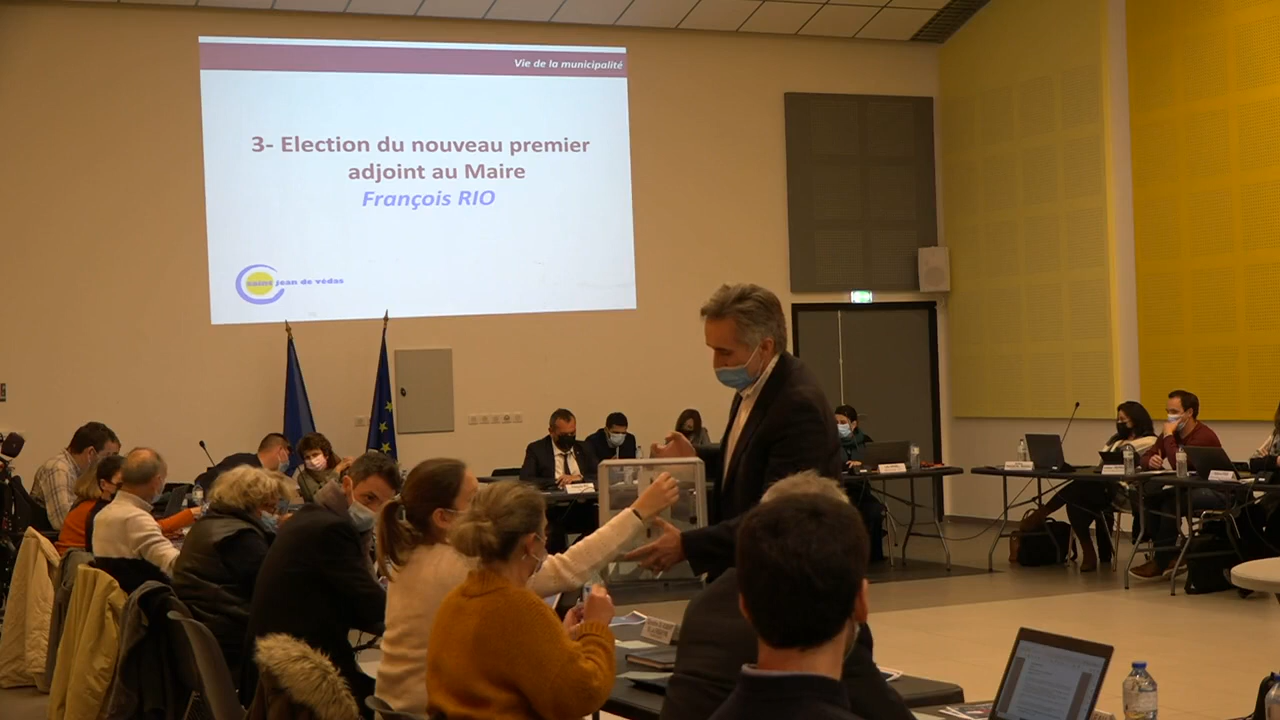 Vie de la municipalité
3- Election du nouveau premier
adjoint au Maire
François RIO
saint jean de védas